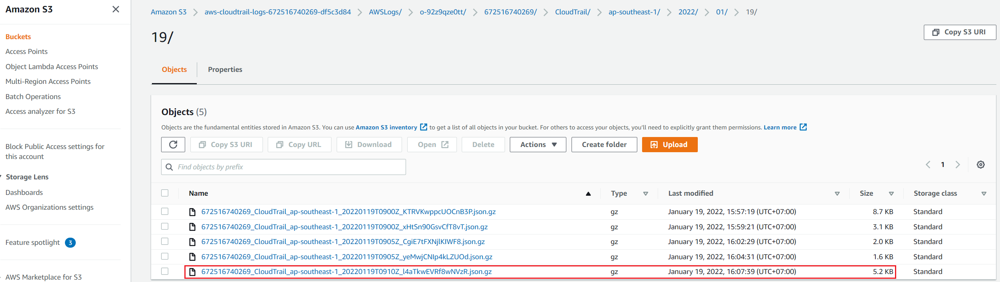 Amazon S3
Buckets
Access Points
Object Lambda Access Points
Multi-Region Access Points
Batch Operations
Access analyzer for S3
Block Public Access settings for
this account
Storage Lens
Dashboards
AWS Organizations settings
Feature spotlight 3
AWS Marketplace for S3
Amazon S3 aws-cloudtrail-logs-672516740269-df5c3d84 AWSLogs/ o-92z9qze0tt/ 672516740269/ CloudTrail/ ap-southeast-1/ 2022/ 01/ 19/
19/
Copy S3 URI
Objects Properties
Objects (5)
Objects are the fundamental entities stored in Amazon S3. You can use Amazon S3 inventory to get a list of all objects in your bucket. For others to access your objects, you'll need to explicitly grant them permissions. Learn more
Copy S3 URI Copy URL Download Open Delete Actions Create folder Upload
Find objects by prefix
1
Name Type Last modified Size Storage class
672516740269_CloudTrail_ap-southeast-1_20220119T0900Z_KTRVKwppcUOCnB3P.json.gz gz January 19, 2022, 15:57:19 (UTC+07:00) 8.7 KB Standard
672516740269_CloudTrail_ap-southeast-1_20220119T0900Z_xHtSn90GsvCfT8vT.json.gz gz January 19, 2022, 15:59:21 (UTC+07:00) 3.1 KB Standard
672516740269_CloudTrail_ap-southeast-1_20220119T0905Z_CgiE7tFXNjlKIWF8.json.gz gz January 19, 2022, 16:02:29 (UTC+07:00) 2.0 KB Standard
672516740269_CloudTrail_ap-southeast-1_20220119T0905Z_yeMwjCNIp4kLZUOd.json.gz gz January 19, 2022, 16:04:31 (UTC+07:00) 1.6 KB Standard
672516740269_CloudTrail_ap-southeast-1_20220119T0910Z_l4aTkwEVRf8wNVzR.json.gz gz January 19, 2022, 16:07:39 (UTC+07:00) 5.2 KB Standard